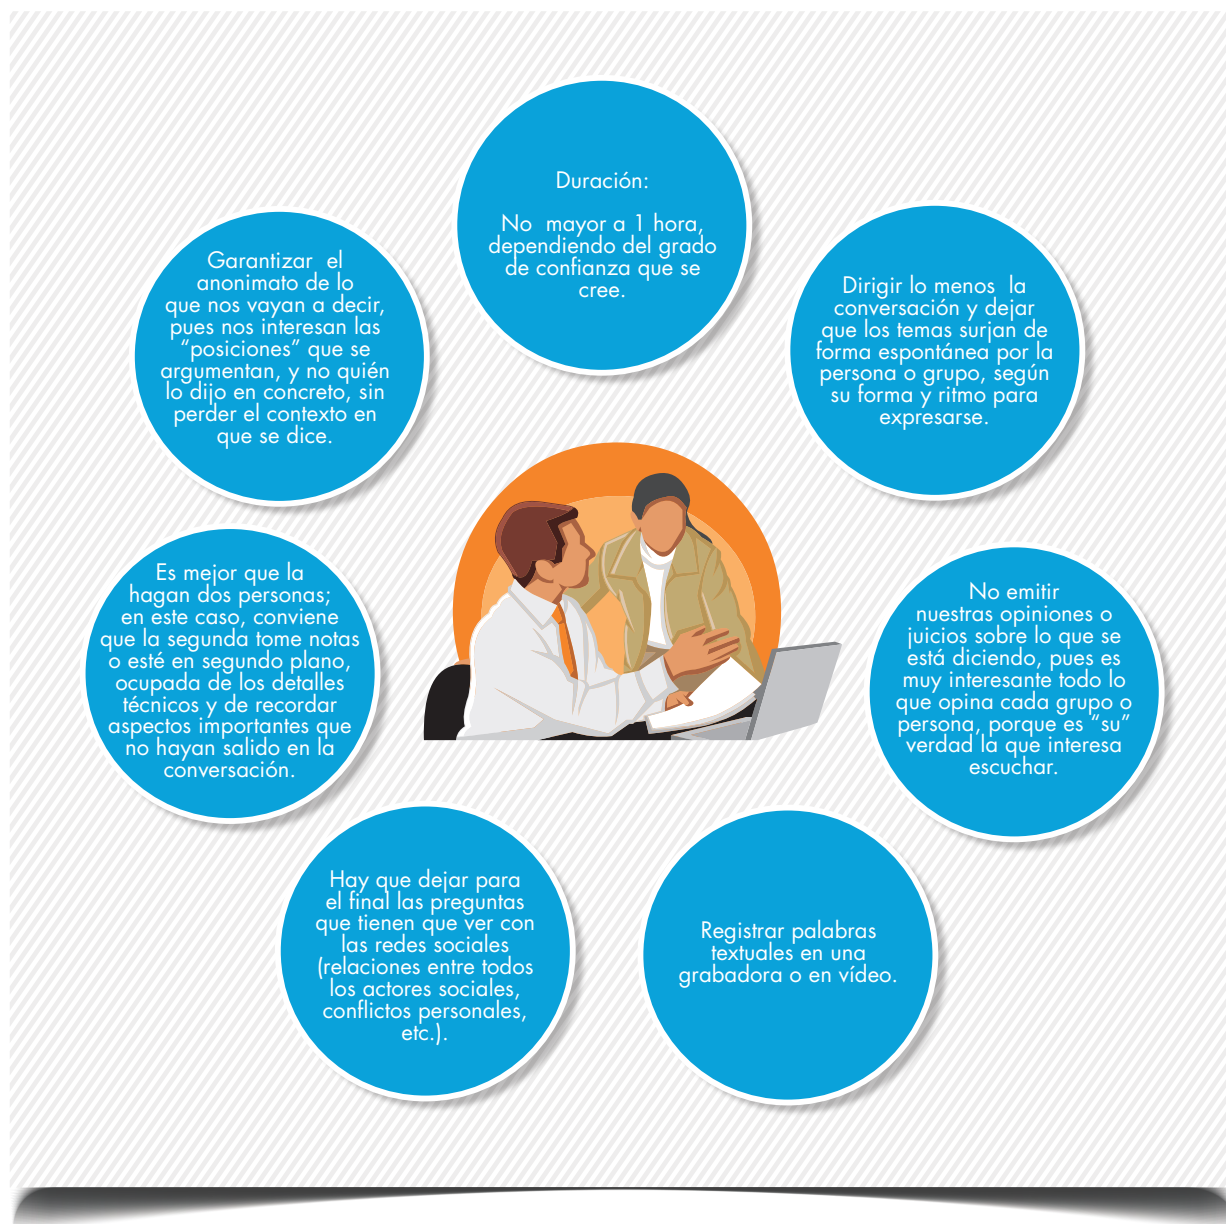 Duración:
No mayor a 1 hora,
dependiendo del grado
de confianza que se
cree.
Dirigir lo menos la
conversación y dejar
que los temas surjan de
forma espontánea por la
persona o grupo, según
su forma y ritmo para
expresarse.
No emitir
nuestras opiniones o
juicios sobre lo que se
está diciendo, pues es
muy interesante todo lo
que opina cada grupo o
persona, porque es “su”
verdad la que interesa
escuchar.
Registrar palabras
textuales en una
grabadora o en vídeo.
Hay que dejar para
el final las preguntas
que tienen que ver con
las redes sociales
(relaciones entre todos
los actores sociales,
conflictos personales,
etc.).
Es mejor que la
hagan dos personas;
en este caso, conviene
que la segunda tome notas
o esté en segundo plano,
ocupada de los detalles
técnicos y de recordar
aspectos importantes que
no hayan salido en la
conversación.
Garantizar el
anonimato de lo
que nos vayan a decir,
pues nos interesan las
“posiciones” que se
argumentan, y no quién
lo dijo en concreto, sin
perder el contexto en
que se dice.